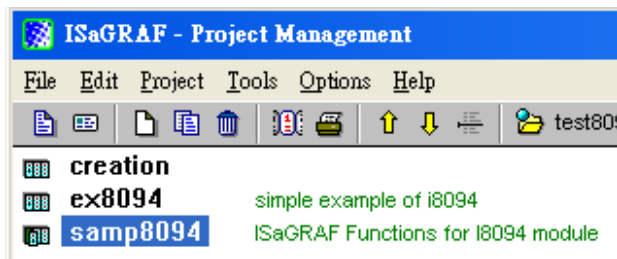 ISaGRAF - Project Management
File Edit Project Tools Options Help
test809
creation
ex8094 simple example of i8094
samp8094 ISaGRAF Functions for I8094 module